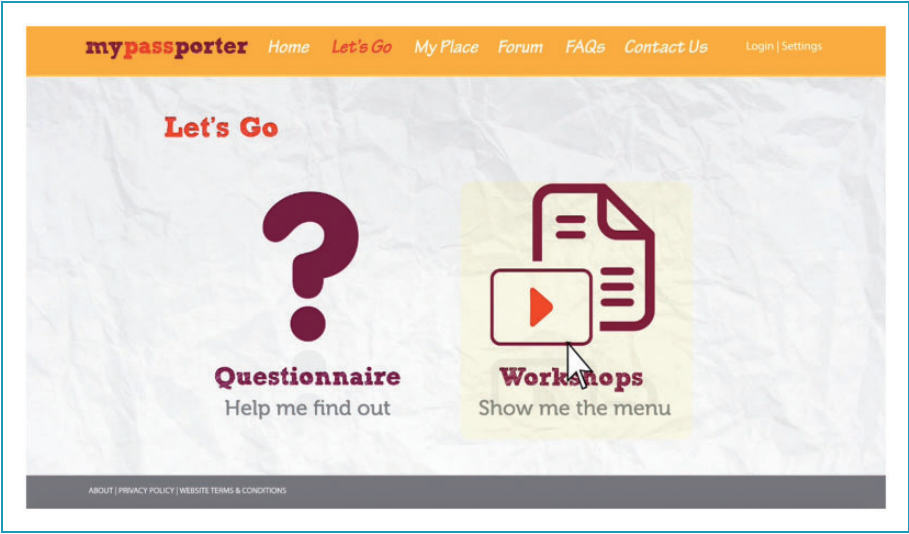 mypassporter Home Let's Go My Place Forum FAQs Contact Us Login | Settings
Let's Go
Questionnaire
Help me find out
Workshops
Show me the menu
ABOUT | PRIVACY POLICY | WEBSITE TERMS & CONDITIONS